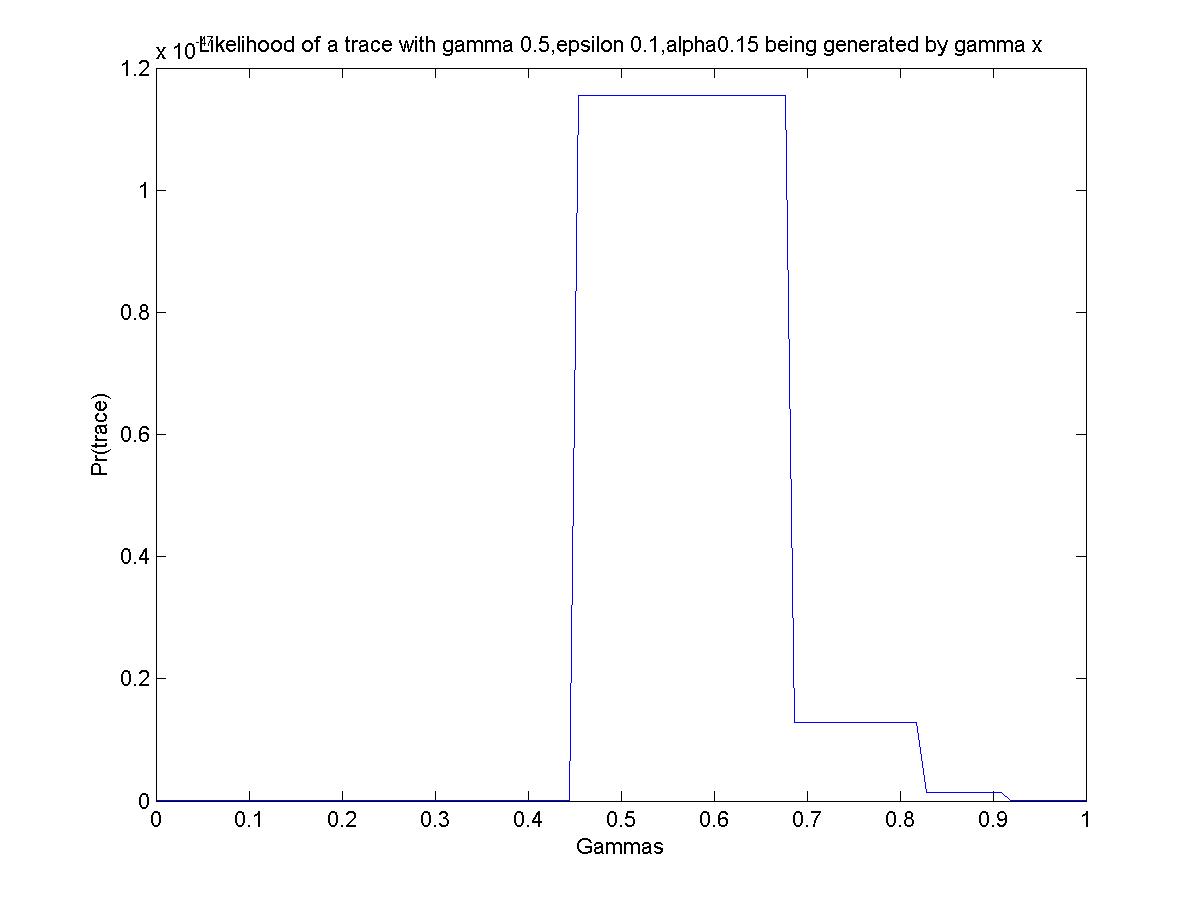 x 10
Likelihood of a trace with gamma 0.5,epsilon 0.1,alpha0.15 being generated by gamma x
1.2
1
0.8
0.6
0.4
0.2
0
Pr(trace)
0 0.1 0.2 0.3 0.4 0.5 0.6 0.7 0.8 0.9 1
Gammas